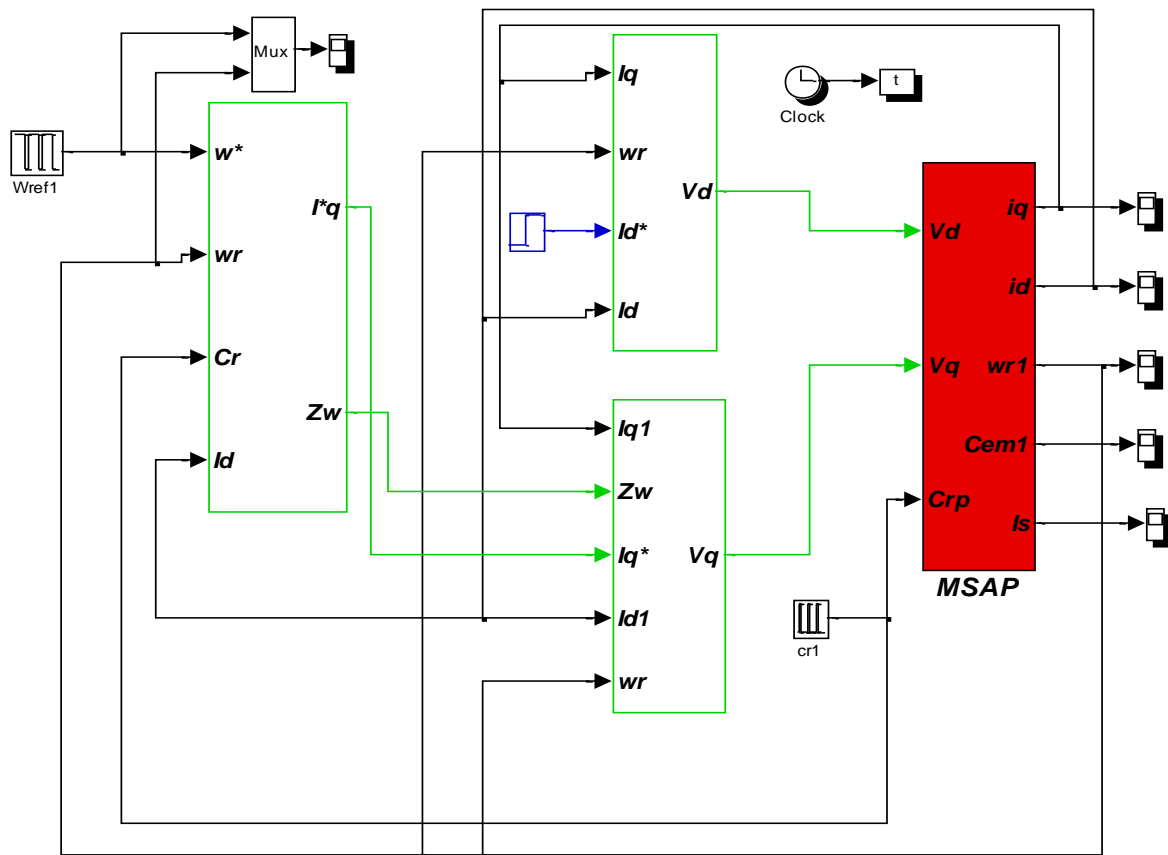 Mux
Wref1
w*
wr
Cr
Id
I*q
Zw
Iq
wr
Id*
Id
Vd
Iq1
Zw
Iq*
Id1
wr
Vq
Clock
t
cr1
Vd
Vq
Crp
iq
id
wr1
Cem1
Is
MSAP